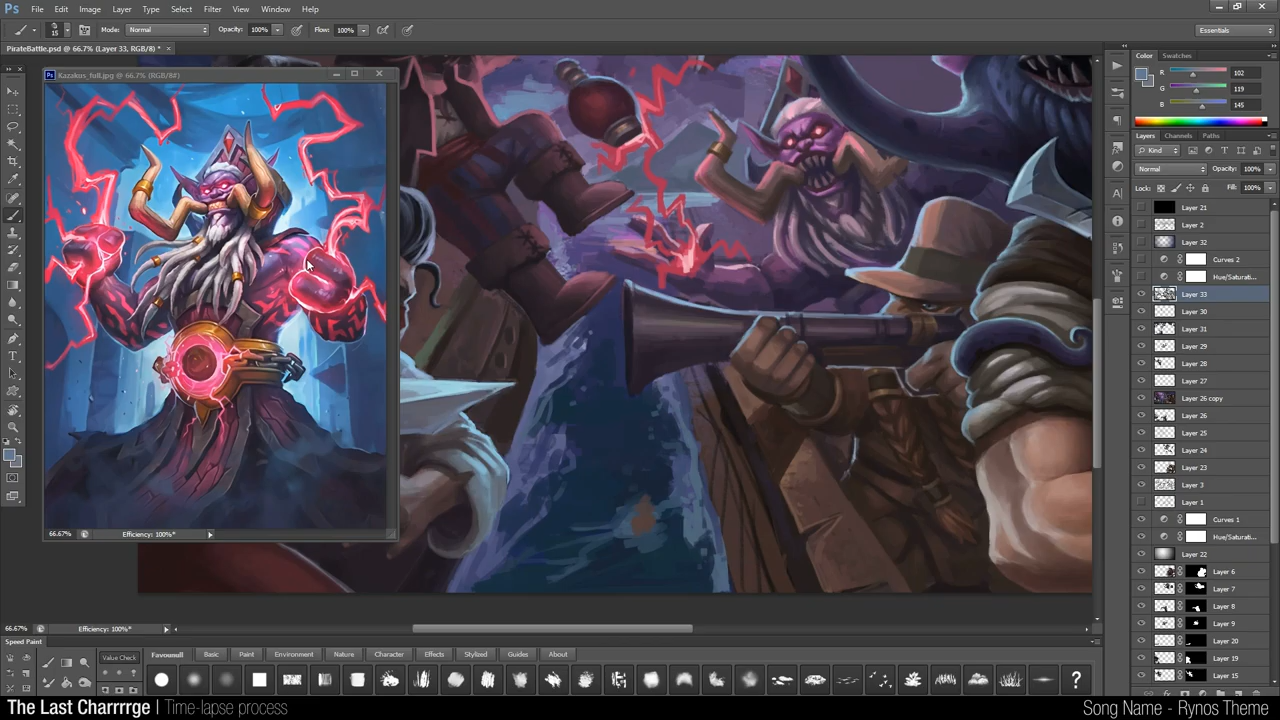 Ps File Edit Image Layer Type Select Filter View Window Help
15 Mode: Normal Opacity: 100% Flow: 100% Essentials
PirateBattle.psd @ 66.7% (Layer 33, RGB/8) * ×
Kazakus_full.jpg @ 66.7% (RGB/8#)
Color Swatches
R 102
G 119
B 145
Layers Channels Paths
Kind
Normal Opacity: 100%
Lock: Fill: 100%
Layer 21
Layer 2
Layer 32
Curves 2
Hue/Saturati...
Layer 33
Layer 30
Layer 31
Layer 29
Layer 28
Layer 27
Layer 26 copy
Layer 26
Layer 25
Layer 24
Layer 23
Layer 3
Layer 1
Curves 1
Hue/Saturati...
Layer 22
Layer 6
Layer 7
Layer 8
Layer 9
Layer 20
Layer 19
Layer 15
66.67% Efficiency: 100%*
66.67% Efficiency: 100%*
Speed Paint
Value Check Favourull Basic Paint Environment Nature Character Effects Stylized Guides About
?
The Last Charrrrge | Time-lapse process
Song Name - Rynos Theme